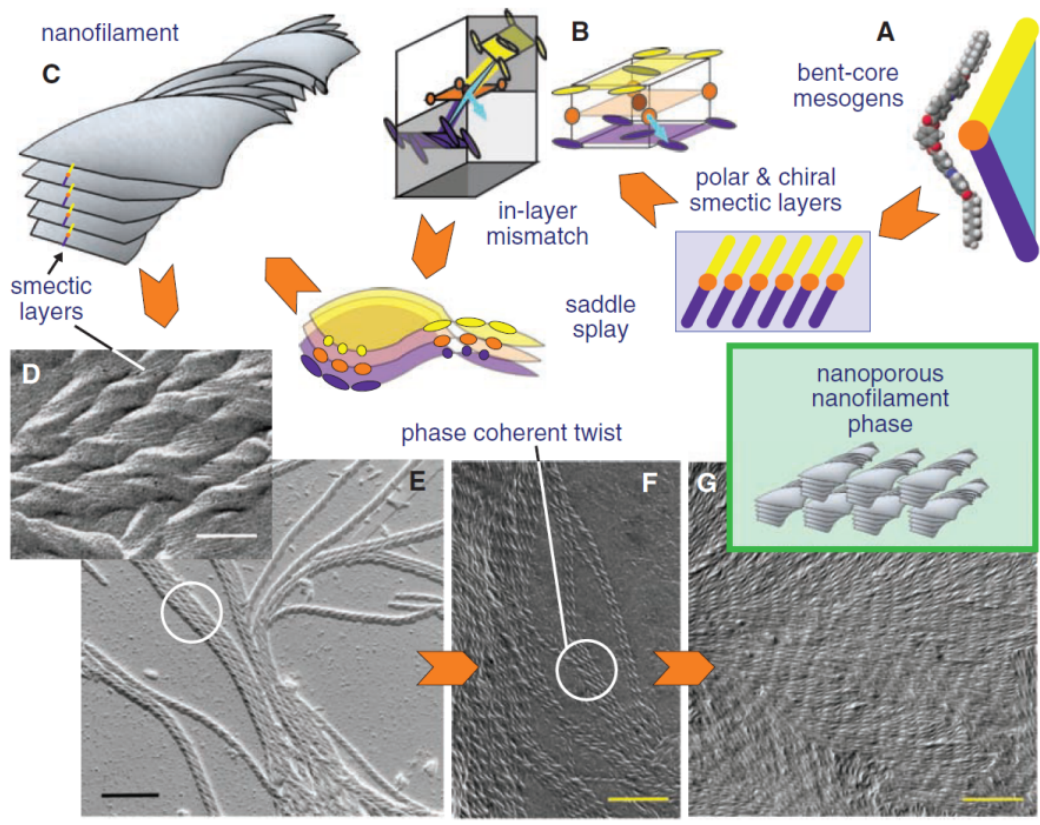 nanofilament
C
B
A
bent-core
mesogens
polar & chiral
smectic layers
in-layer
mismatch
smectic
layers
saddle
splay
D
nanoporous
nanofilament
phase
phase coherent twist
E
F
G